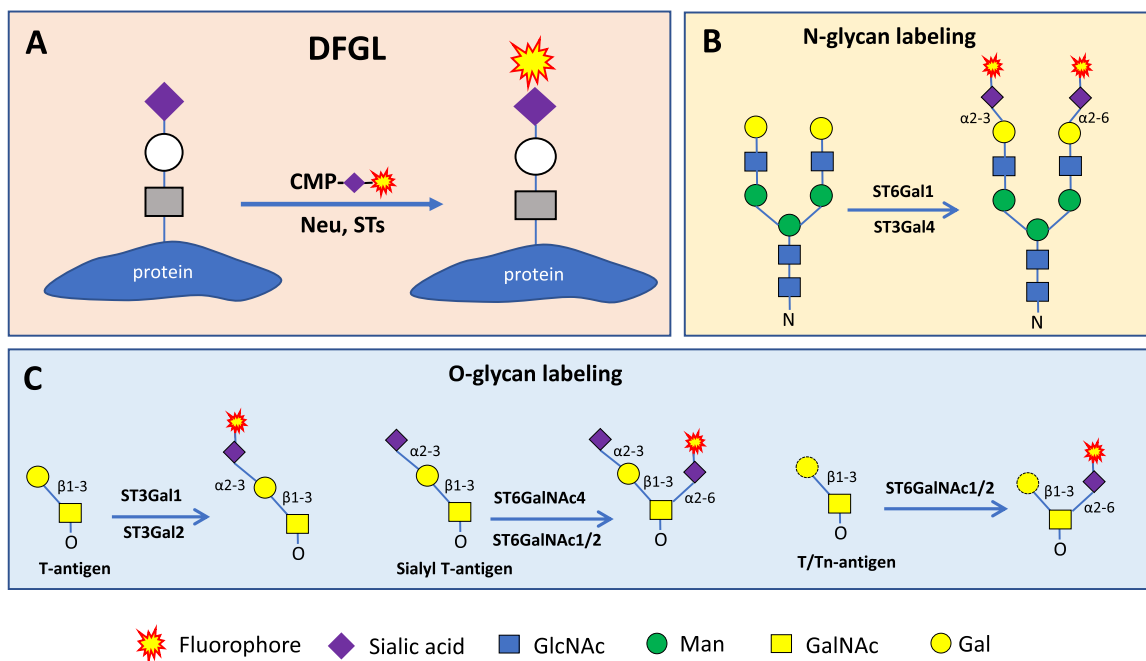 A
DFGL
CMP-
Neu, STs
protein
protein
B
N-glycan labeling
α2-3
α2-6
ST6Gal1
ST3Gal4
N
N
C
O-glycan labeling
β1-3
O
T-antigen
ST3Gal1
ST3Gal2
α2-3
β1-3
O
α2-3
β1-3
O
Sialyl T-antigen
ST6GalNAc4
ST6GalNAc1/2
α2-3
β1-3
α2-6
O
β1-3
O
T/Tn-antigen
ST6GalNAc1/2
β1-3
α2-6
O
Fluorophore
Sialic acid
GlcNAc
Man
GalNAc
Gal